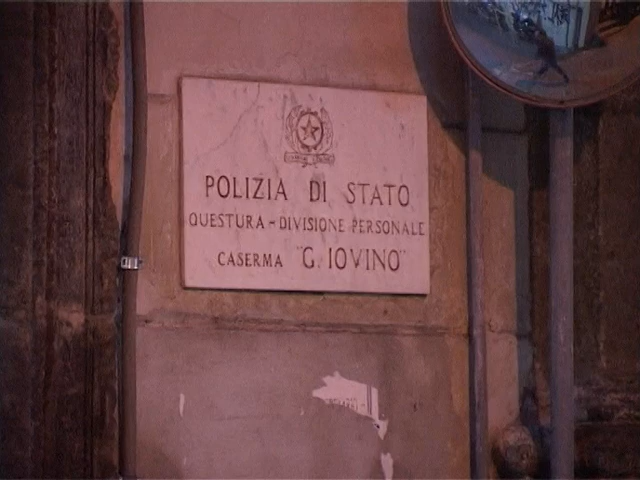 POLIZIA DI STATO
QUESTURA - DIVISIONE PERSONALE
CASERMA "G. IOVINO"